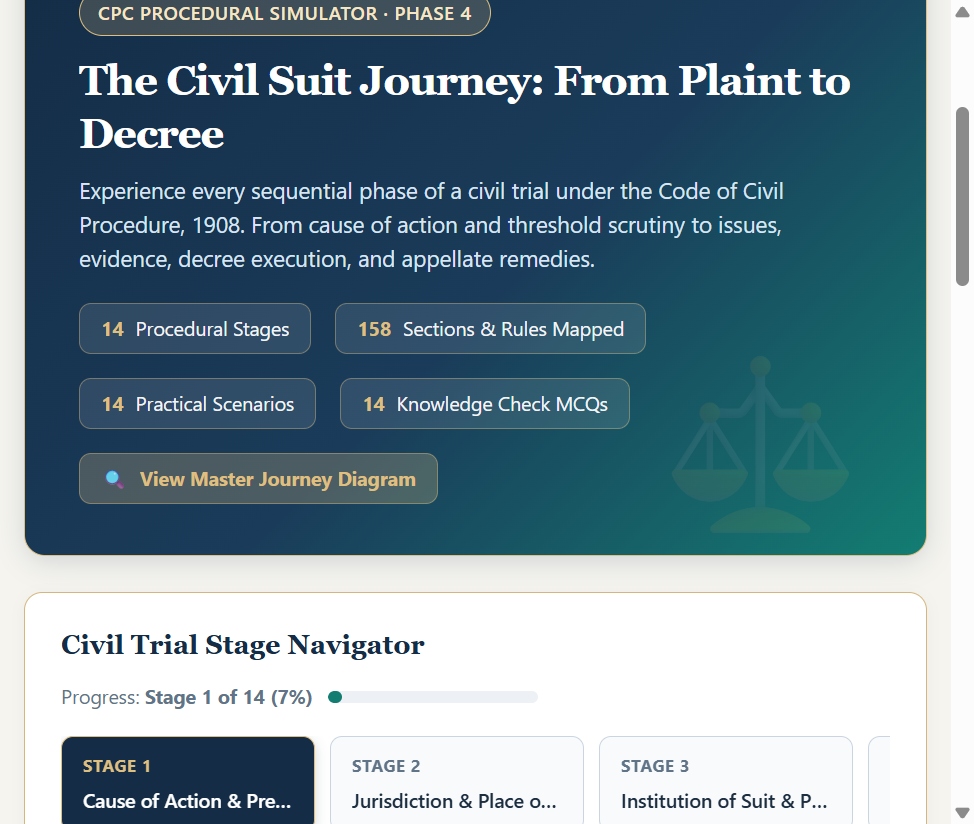 CPC PROCEDURAL SIMULATOR · PHASE 4
The Civil Suit Journey: From Plaint to
Decree
Experience every sequential phase of a civil trial under the Code of Civil
Procedure, 1908. From cause of action and threshold scrutiny to issues,
evidence, decree execution, and appellate remedies.
14 Procedural Stages
158 Sections & Rules Mapped
14 Practical Scenarios
14 Knowledge Check MCQs
View Master Journey Diagram
Civil Trial Stage Navigator
Progress: Stage 1 of 14 (7%)
STAGE 1
Cause of Action & Pre...
STAGE 2
Jurisdiction & Place o...
STAGE 3
Institution of Suit & P...